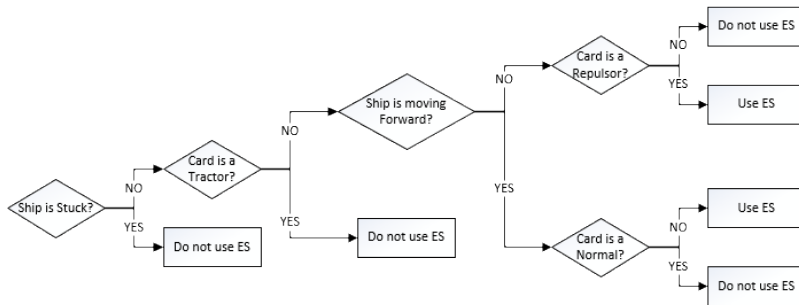 Do not use ES
NO
Card is a
Repulsor?
YES
Use ES
NO
Ship is moving
Forward?
NO
Card is a
Tractor?
NO
Ship is Stuck?
YES
Do not use ES
YES
Do not use ES
YES
Use ES
NO
Card is a
Normal?
YES
Do not use ES